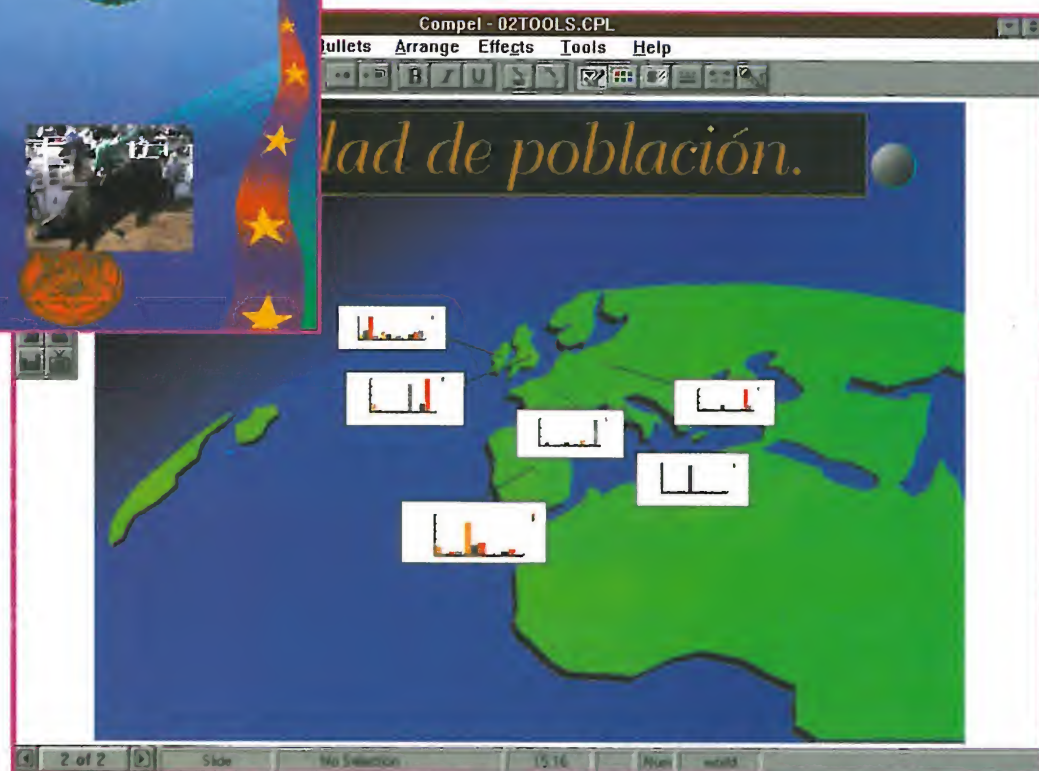 Compel - 02TOOLS.CPL
ullets Arrange Effects Tools Help
B I U
lad de población.
2 of 2 Slide No Selection 15:16 Num world